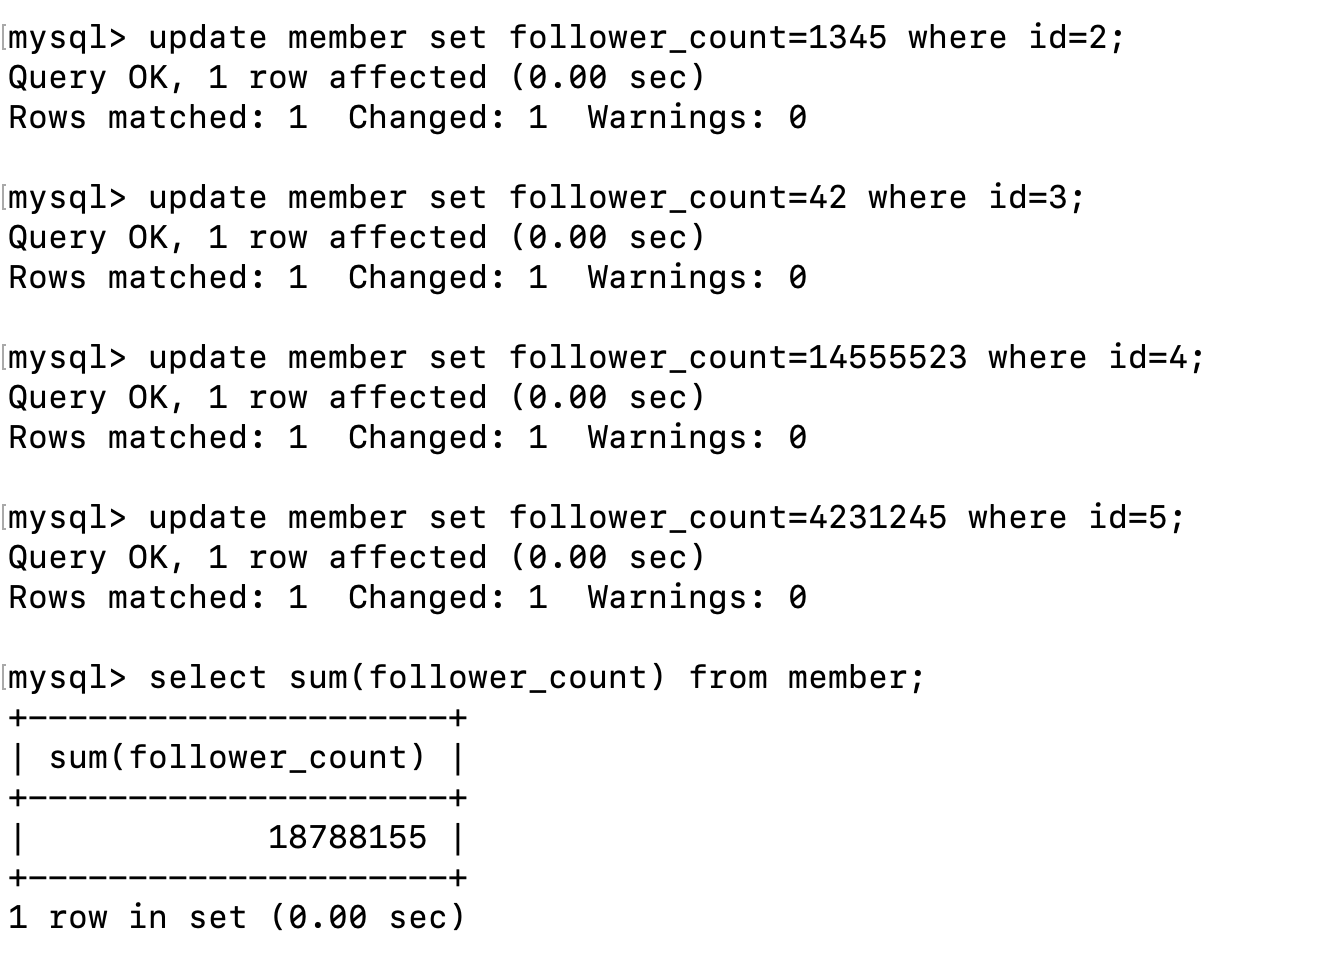 mysql> update member set follower_count=1345 where id=2;
Query OK, 1 row affected (0.00 sec)
Rows matched: 1  Changed: 1  Warnings: 0
mysql> update member set follower_count=42 where id=3;
Query OK, 1 row affected (0.00 sec)
Rows matched: 1  Changed: 1  Warnings: 0
mysql> update member set follower_count=14555523 where id=4;
Query OK, 1 row affected (0.00 sec)
Rows matched: 1  Changed: 1  Warnings: 0
mysql> update member set follower_count=4231245 where id=5;
Query OK, 1 row affected (0.00 sec)
Rows matched: 1  Changed: 1  Warnings: 0
mysql> select sum(follower_count) from member;
+---------------------+
| sum(follower_count) |
+---------------------+
|            18788155 |
+---------------------+
1 row in set (0.00 sec)